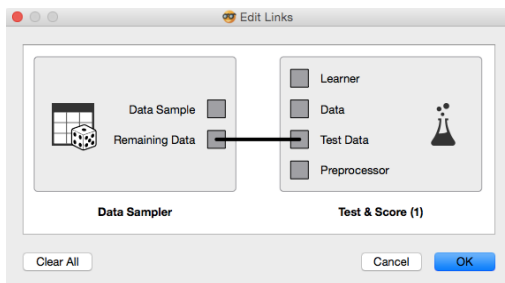 Edit Links
Data Sample
Remaining Data
Data Sampler
Learner
Data
Test Data
Preprocessor
Test & Score (1)
Clear All
Cancel
OK